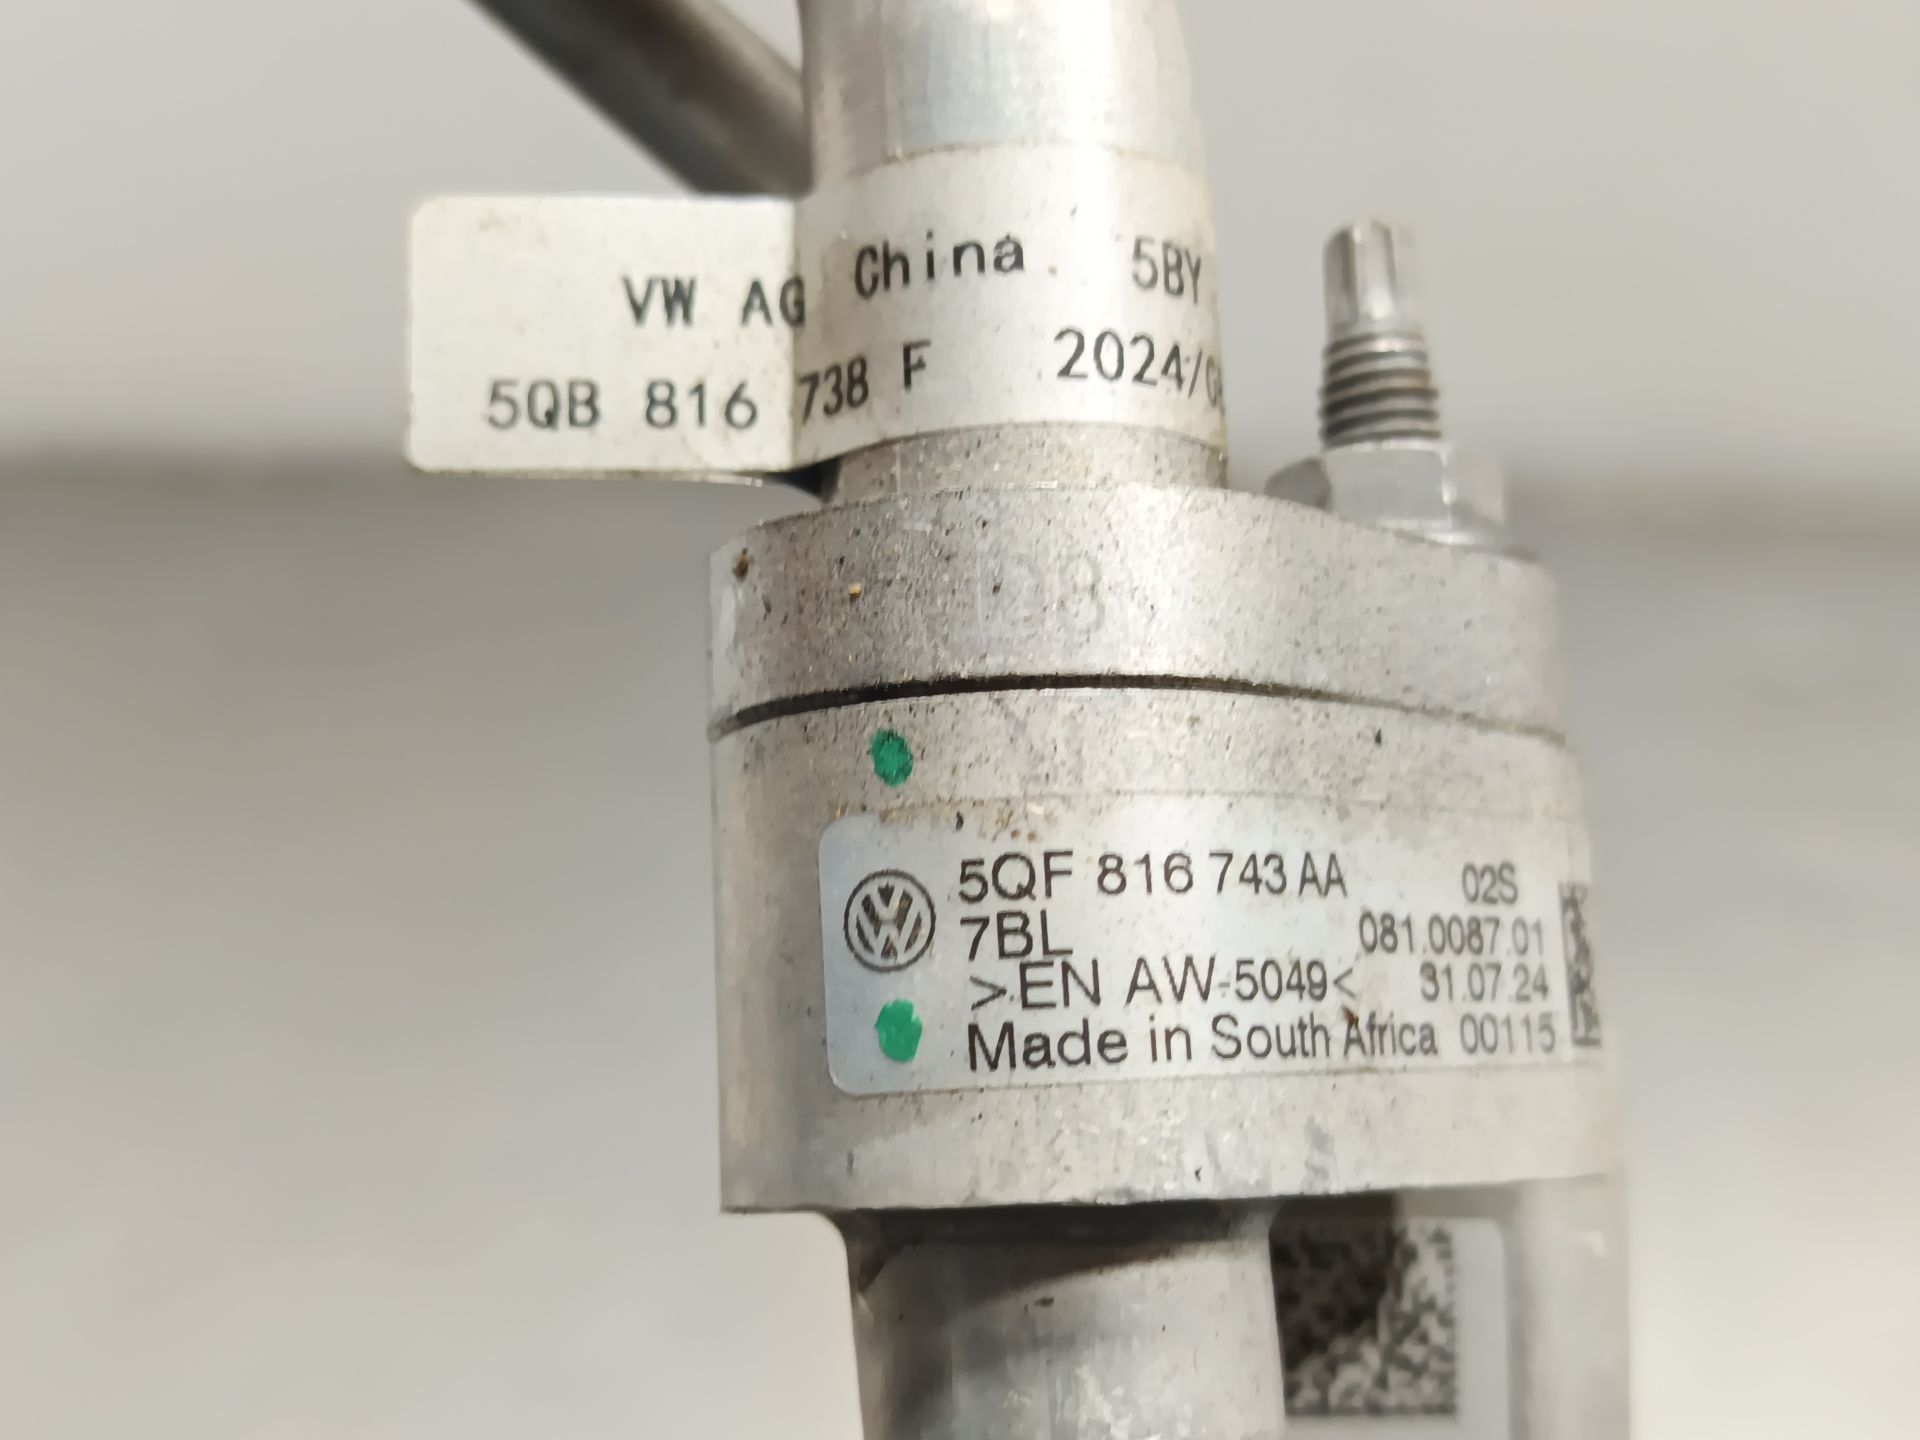 VW AG China 5BY
5QB 816 738 F 2024/0
5QF 816 743 AA 02S
7BL 081.0087.01
>EN AW-5049< 31.07.24
Made in South Africa 00115